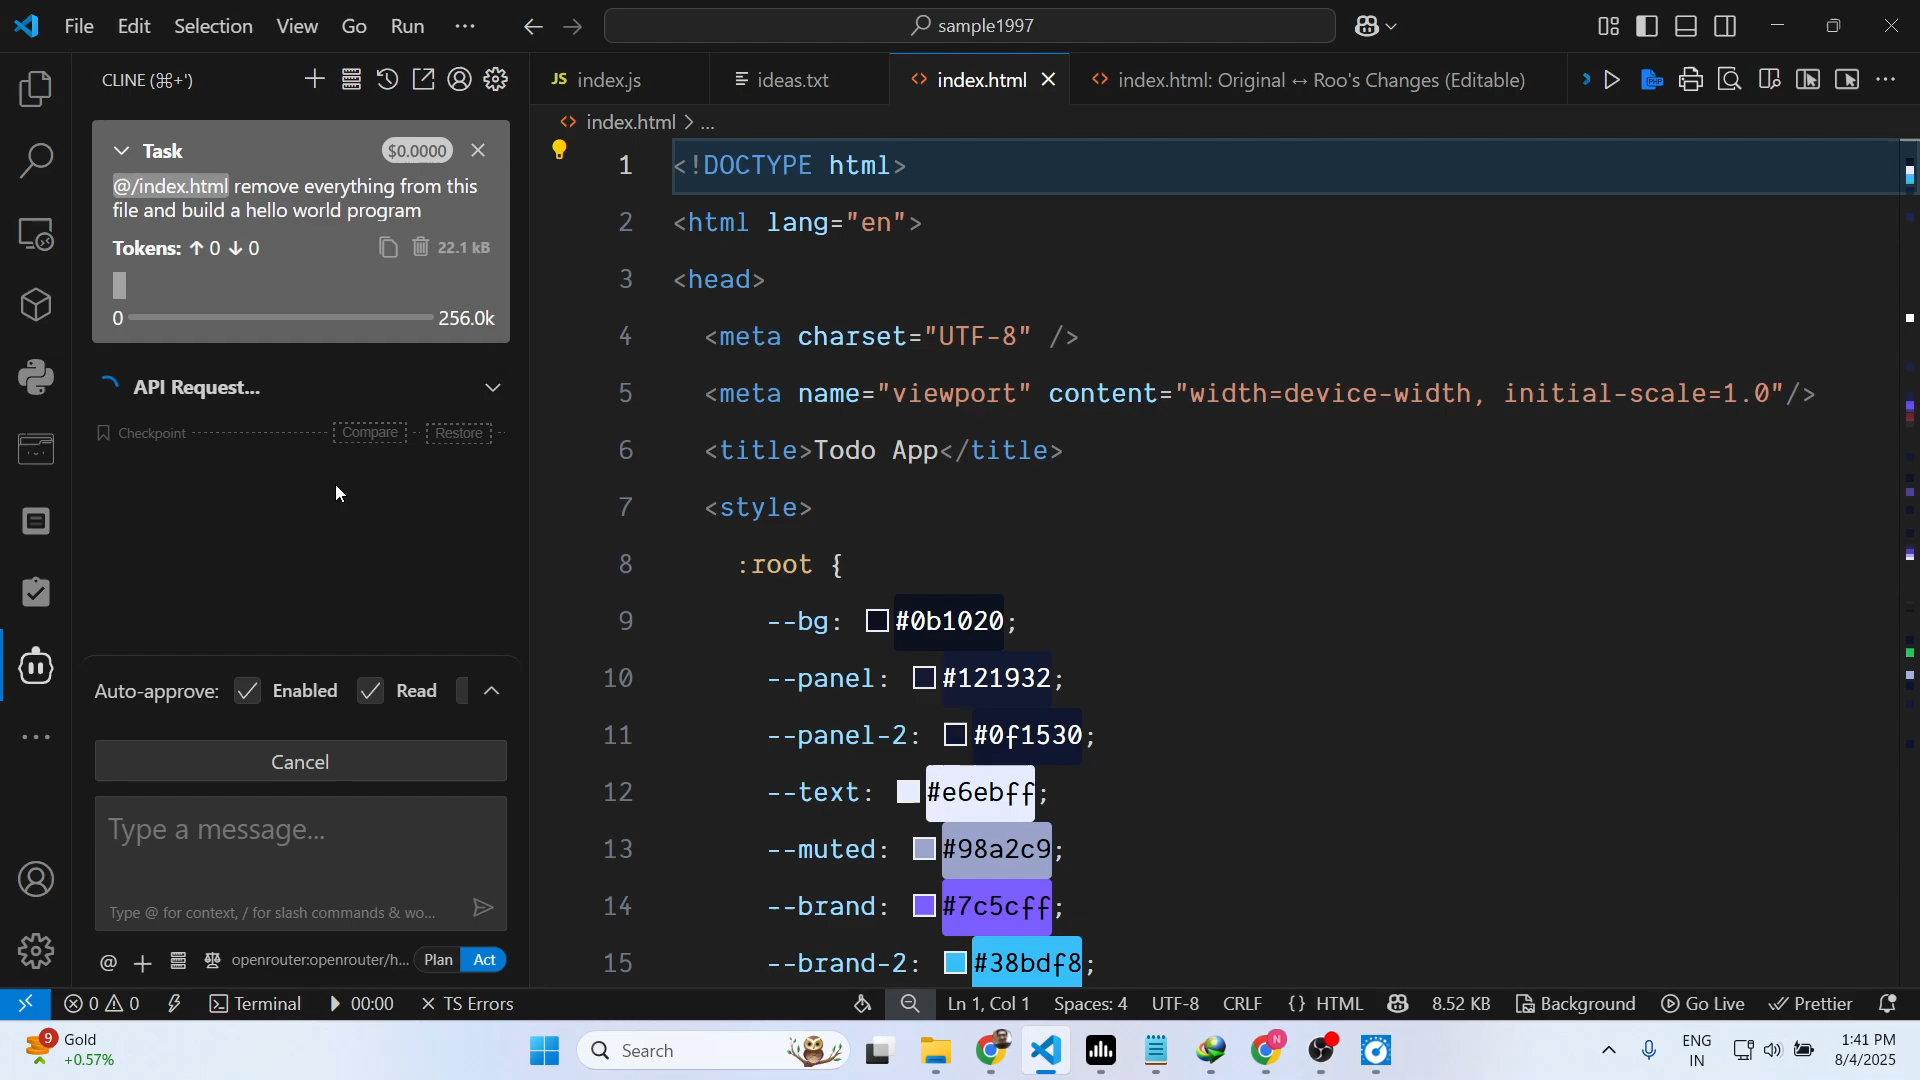 File Edit Selection View Go Run ··· sample1997
CLINE (⌘+')
JS index.js
ideas.txt
index.html
index.html: Original ↔ Roo's Changes (Editable)
index.html > ...
Task $0.0000
@/index.html remove everything from this
file and build a hello world program
Tokens: ↑ 0 ↓ 0 22.1 kB
0 256.0k
API Request...
Checkpoint Compare Restore
Auto-approve: Enabled Read
Cancel
Type a message...
Type @ for context, / for slash commands & wo...
@ + openrouter:openrouter/h... Plan Act
1 <!DOCTYPE html>
2 <html lang="en">
3 <head>
4 <meta charset="UTF-8" />
5 <meta name="viewport" content="width=device-width, initial-scale=1.0"/>
6 <title>Todo App</title>
7 <style>
8 :root {
9 --bg: #0b1020;
10 --panel: #121932;
11 --panel-2: #0f1530;
12 --text: #e6ebff;
13 --muted: #98a2c9;
14 --brand: #7c5cff;
15 --brand-2: #38bdf8;
0 0 Terminal 00:00 TS Errors Ln 1, Col 1 Spaces: 4 UTF-8 CRLF {} HTML 8.52 KB Background Go Live Prettier
9 Gold
+0.57%
Search
N
ENG
IN
1:41 PM
8/4/2025